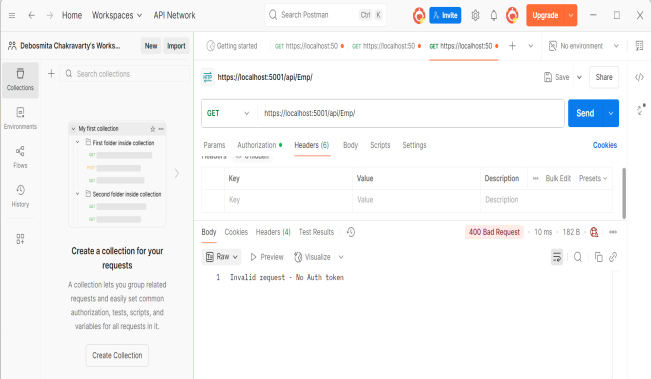 Home Workspaces API Network Search Postman Ctrl K Invite Upgrade
Debosmita Chakravarty's Works... New Import Getting started GET https://localhost:50 GET https://localhost:50 GET https://localhost:50 No environment
Collections
Environments
Flows
History
Search collections
My first collection
First folder inside collection
GET
POST
GET
Second folder inside collection
GET
GET
Create a collection for your
requests
A collection lets you group related
requests and easily set common
authorization, tests, scripts, and
variables for all requests in it.
Create Collection
HTTP https://localhost:5001/api/Emp/ Save Share
GET https://localhost:5001/api/Emp/ Send
Params Authorization Headers (6) Body Scripts Settings Cookies
Key Value Description Bulk Edit Presets
Key Value Description
Body Cookies Headers (4) Test Results 400 Bad Request 10 ms 182 B
Raw Preview Visualize
1 Invalid request - No Auth token